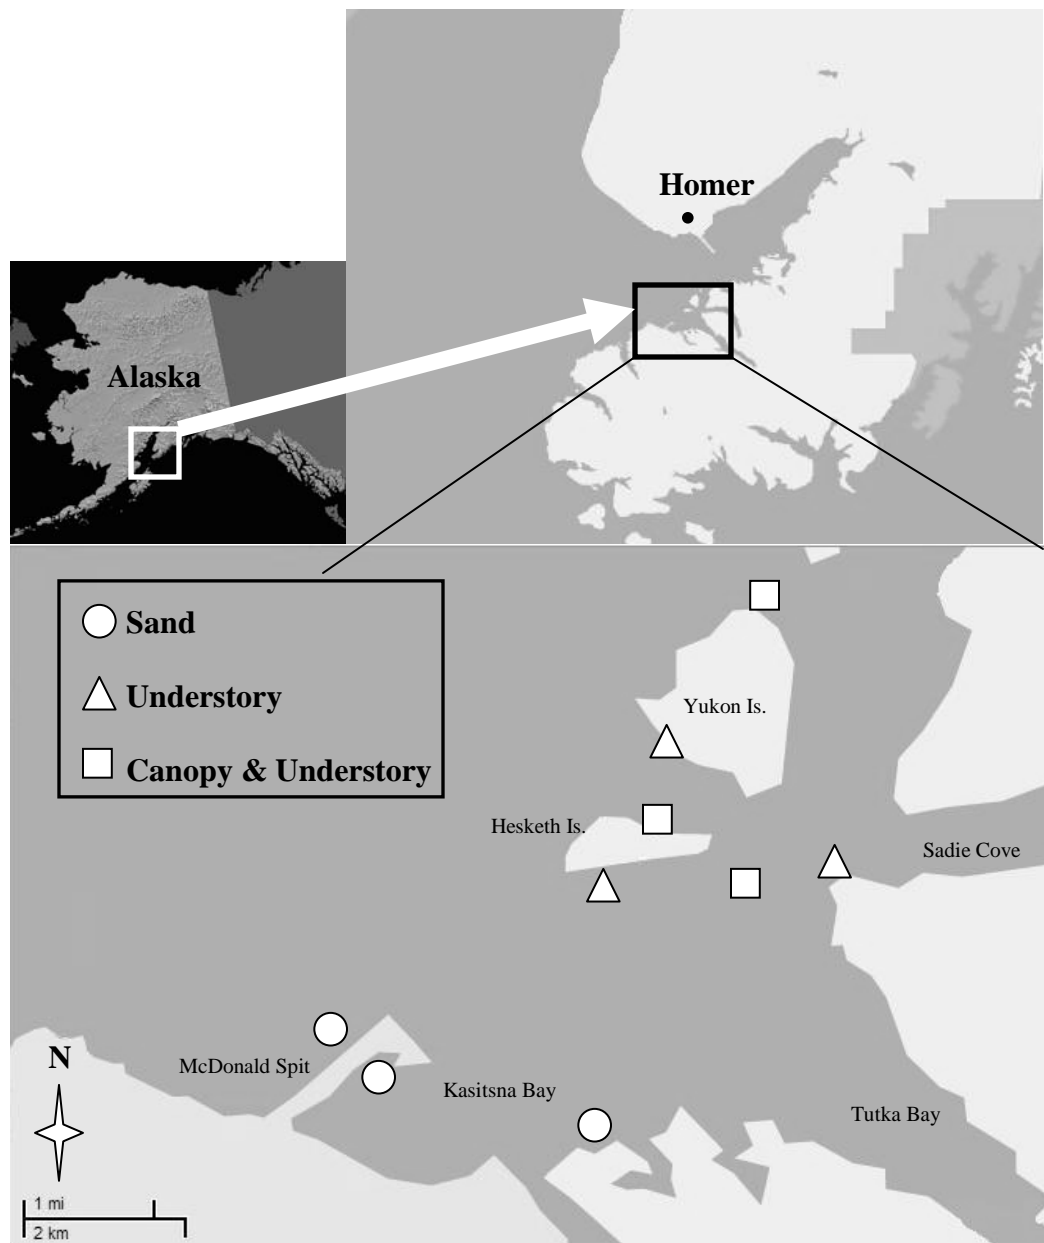 Homer
Alaska
Sand
Understory
Canopy & Understory
Yukon Is.
Hesketh Is.
Sadie Cove
McDonald Spit
Kasitsna Bay
Tutka Bay
N
1 mi
2 km